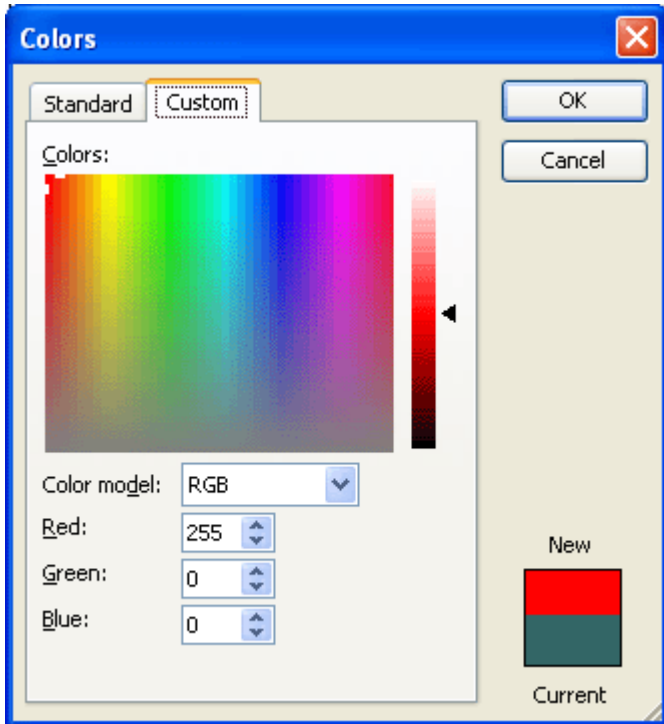 Colors
Standard Custom
OK
Cancel
Colors:
Color model: RGB
Red: 255
Green: 0
Blue: 0
New
Current